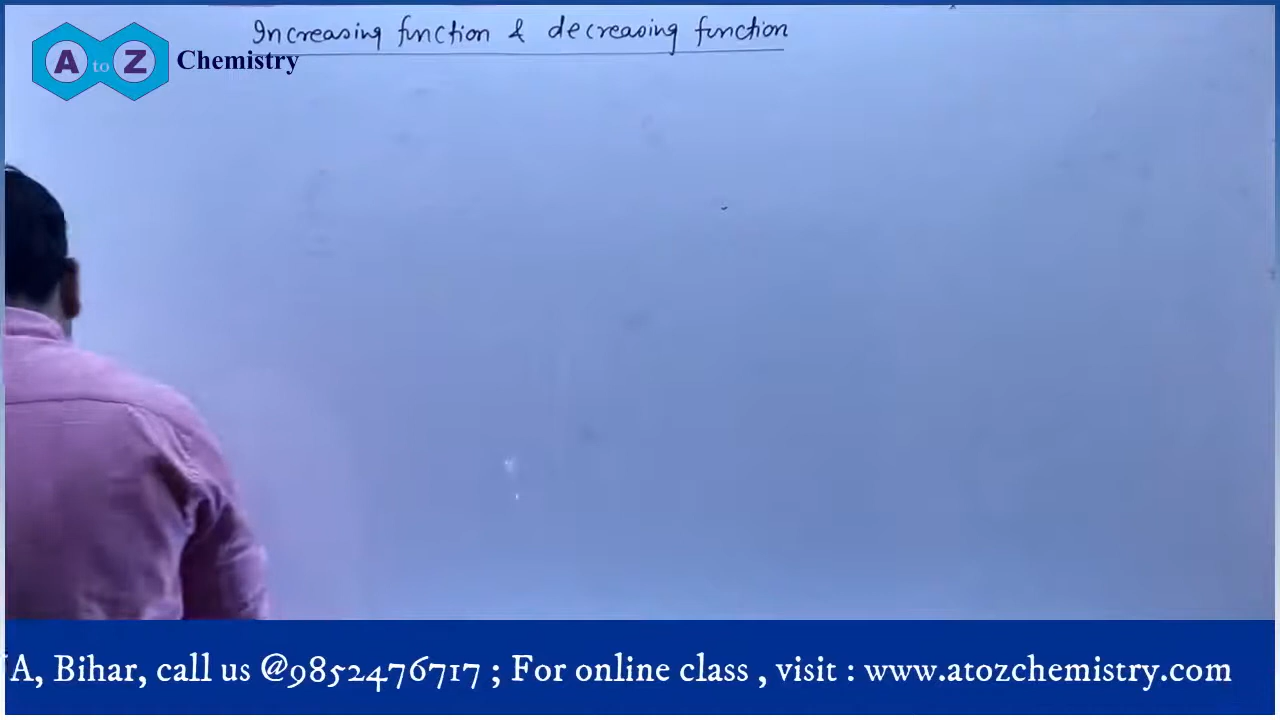 Increasing function & decreasing function
A to Z Chemistry
A, Bihar, call us @9852476717 ; For online class , visit : www.atozchemistry.com